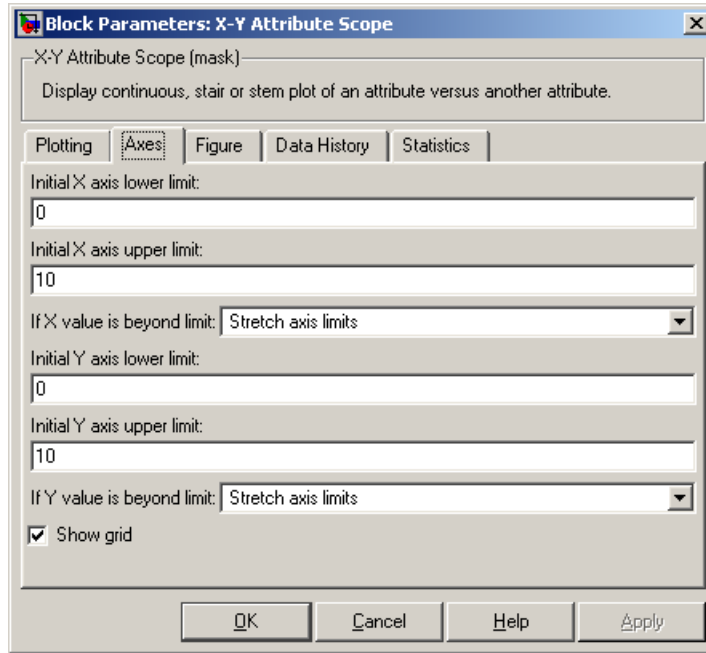 Block Parameters: X-Y Attribute Scope
X-Y Attribute Scope (mask)
Display continuous, stair or stem plot of an attribute versus another attribute.
Plotting Axes Figure Data History Statistics
Initial X axis lower limit:
0
Initial X axis upper limit:
10
If X value is beyond limit: Stretch axis limits
Initial Y axis lower limit:
0
Initial Y axis upper limit:
10
If Y value is beyond limit: Stretch axis limits
Show grid
OK Cancel Help Apply